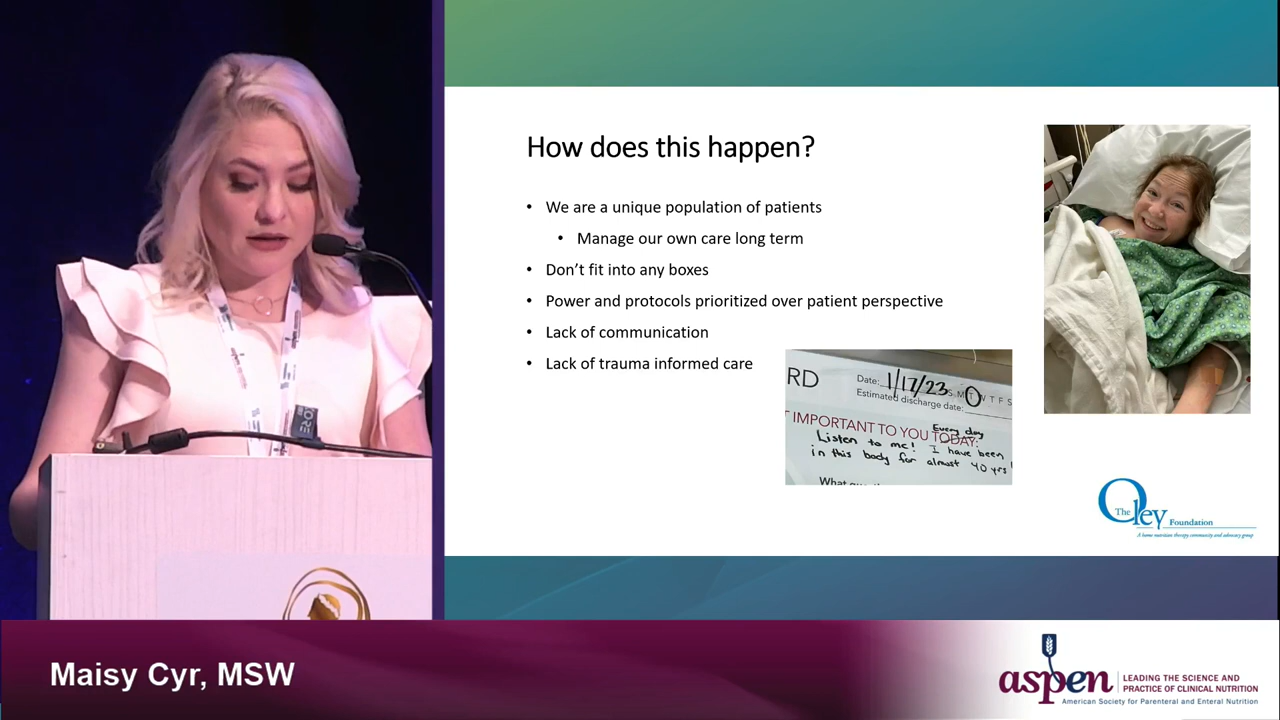 How does this happen?
• We are a unique population of patients
• Manage our own care long term
• Don't fit into any boxes
• Power and protocols prioritized over patient perspective
• Lack of communication
• Lack of trauma informed care
RD
Date: 1/17/23 S M T W T F S
Estimated discharge date:
T IMPORTANT TO YOU TODAY:
Every day
Listen to me! I have been
in this body for almost 40 yrs!
What
The Oley Foundation
A home nutrition therapy community and advocacy group
Maisy Cyr, MSW
aspen
LEADING THE SCIENCE AND
PRACTICE OF CLINICAL NUTRITION
American Society for Parenteral and Enteral Nutrition